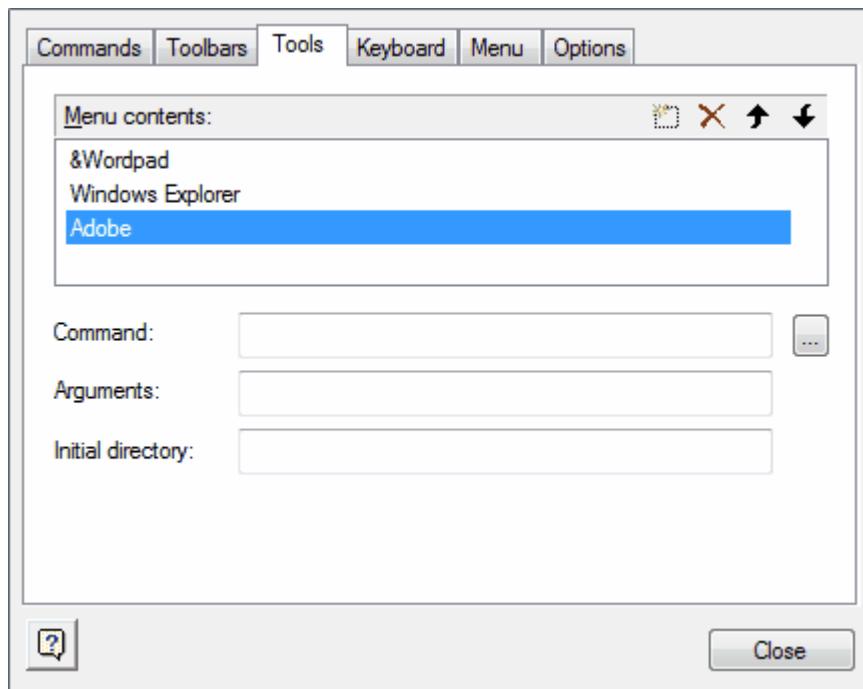 Commands Toolbars Tools Keyboard Menu Options
Menu contents:
&Wordpad
Windows Explorer
Adobe
Command:
...
Arguments:
Initial directory:
?
Close